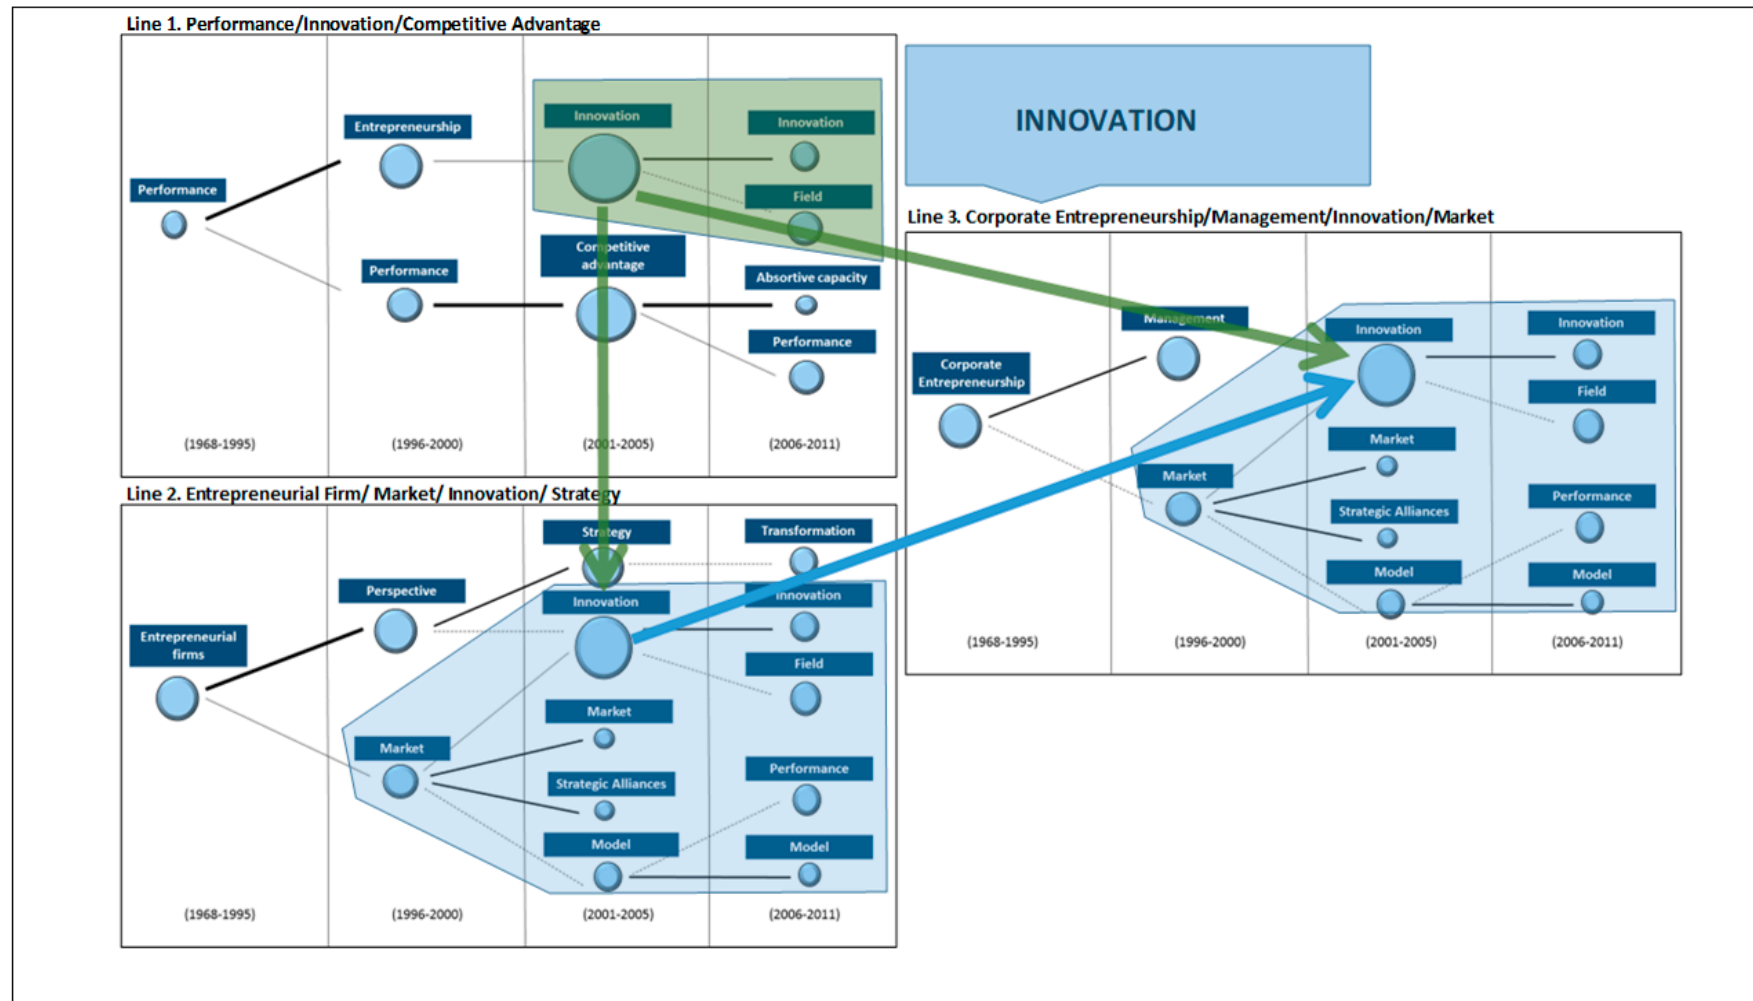 Line 1. Performance/Innovation/Competitive Advantage
Performance
Entrepreneurship
Performance
Innovation
Competitive
advantage
Innovation
Field
Absortive capacity
Performance
(1968-1995)
(1996-2000)
(2001-2005)
(2006-2011)
INNOVATION
Line 2. Entrepreneurial Firm/ Market/ Innovation/ Strategy
Entrepreneurial
firms
Perspective
Market
Strategy
Innovation
Market
Strategic Alliances
Model
Transformation
Innovation
Field
Performance
Model
(1968-1995)
(1996-2000)
(2001-2005)
(2006-2011)
Line 3. Corporate Entrepreneurship/Management/Innovation/Market
Corporate
Entrepreneurship
Management
Market
Innovation
Market
Strategic Alliances
Model
Innovation
Field
Performance
Model
(1968-1995)
(1996-2000)
(2001-2005)
(2006-2011)